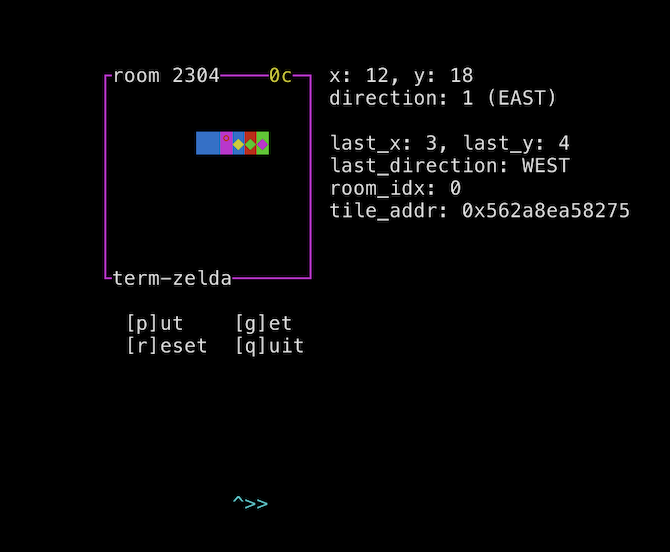 room 2304 0c
x: 12, y: 18
direction: 1 (EAST)
last_x: 3, last_y: 4
last_direction: WEST
room_idx: 0
tile_addr: 0x562a8ea58275
term-zelda
[p]ut [g]et
[r]eset [q]uit
^>>